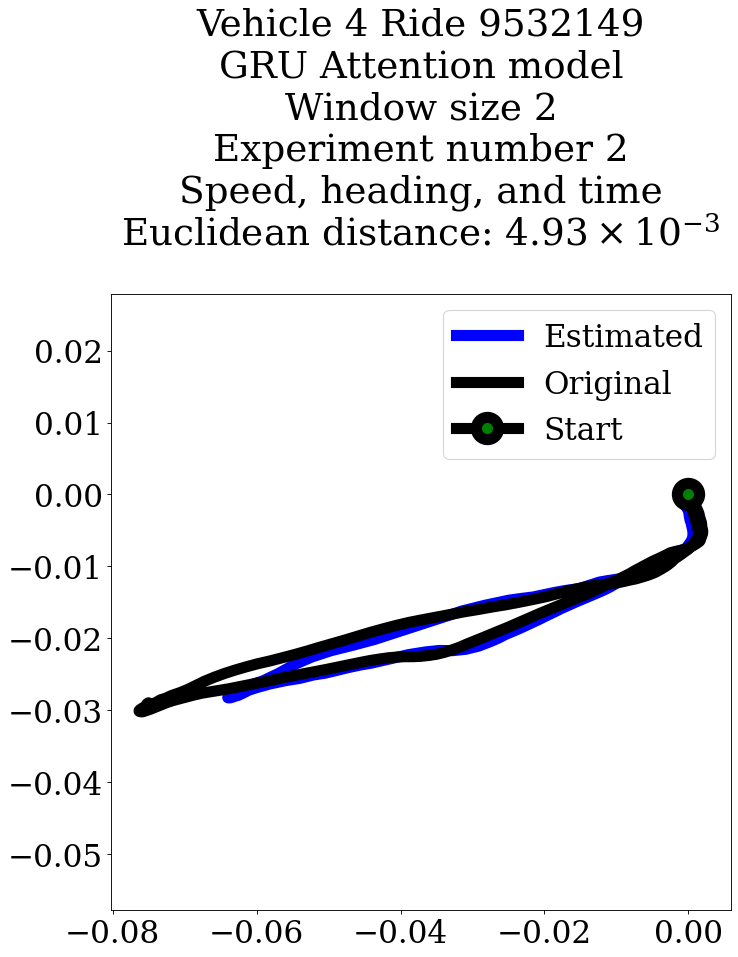 Vehicle 4 Ride 9532149
GRU Attention model
Window size 2
Experiment number 2
Speed, heading, and time
Euclidean distance: 4.93 × 10⁻³
Estimated
Original
Start
0.02
0.01
0.00
−0.01
−0.02
−0.03
−0.04
−0.05
−0.08 −0.06 −0.04 −0.02 0.00